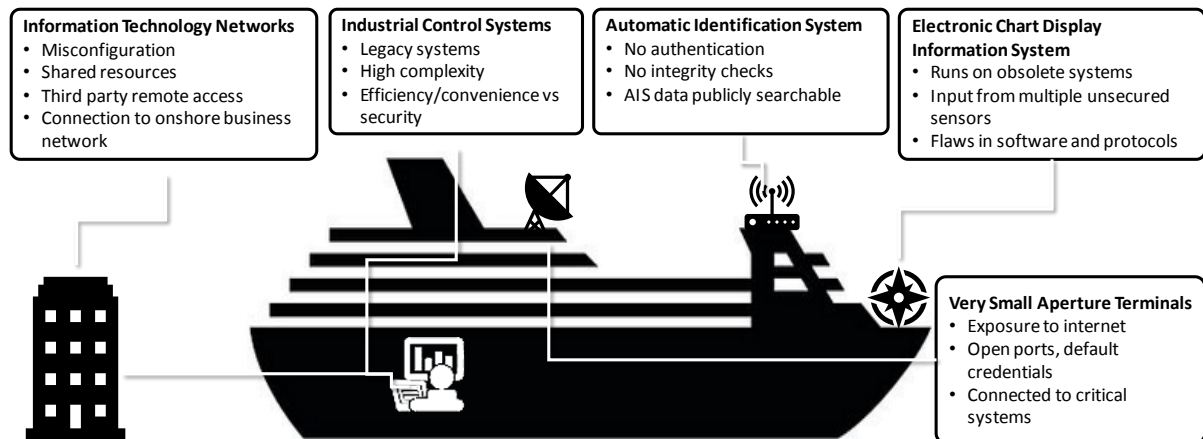 Information Technology Networks
• Misconfiguration
• Shared resources
• Third party remote access
• Connection to onshore business
network
Industrial Control Systems
• Legacy systems
• High complexity
• Efficiency/convenience vs
security
Automatic Identification System
• No authentication
• No integrity checks
• AIS data publicly searchable
Electronic Chart Display
Information System
• Runs on obsolete systems
• Input from multiple unsecured
sensors
• Flaws in software and protocols
Very Small Aperture Terminals
• Exposure to internet
• Open ports, default
credentials
• Connected to critical
systems